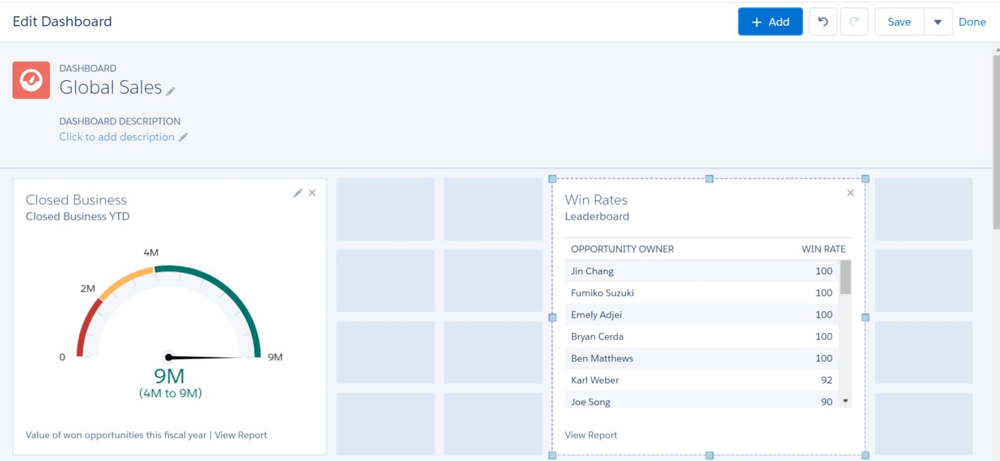 Edit Dashboard
+ Add
Save
Done
DASHBOARD
Global Sales
DASHBOARD DESCRIPTION
Click to add description
Closed Business
Closed Business YTD
4M
2M
0
9M
9M
(4M to 9M)
Value of won opportunities this fiscal year | View Report
Win Rates
Leaderboard
OPPORTUNITY OWNER WIN RATE
Jin Chang 100
Fumiko Suzuki 100
Emely Adjei 100
Bryan Cerda 100
Ben Matthews 100
Karl Weber 92
Joe Song 90
View Report